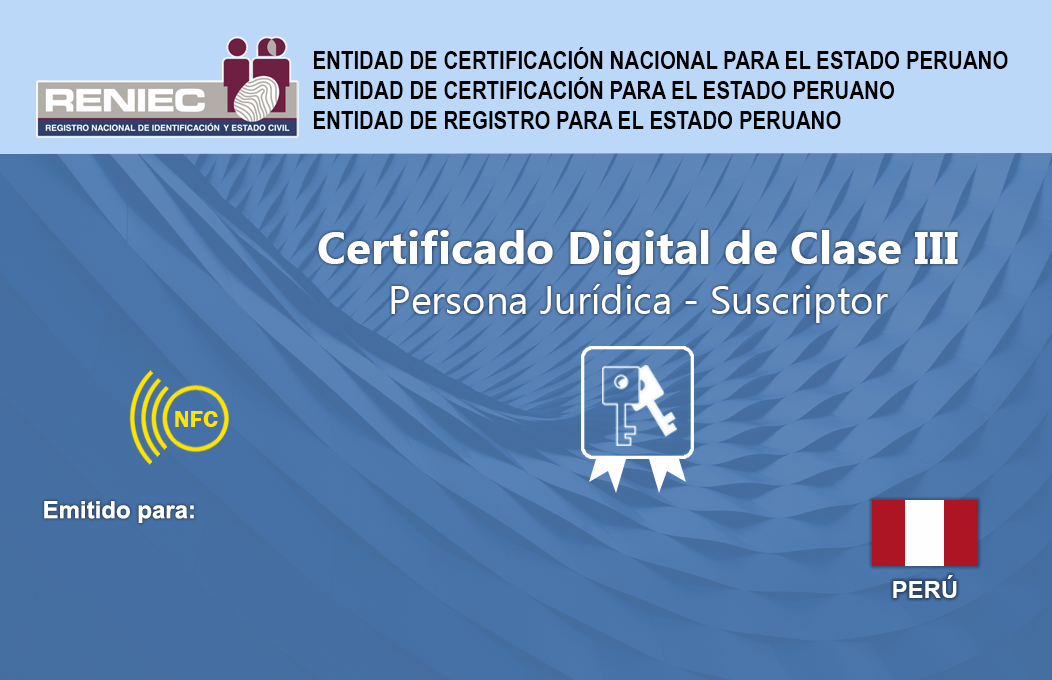 RENIEC
REGISTRO NACIONAL DE IDENTIFICACIÓN Y ESTADO CIVIL
ENTIDAD DE CERTIFICACIÓN NACIONAL PARA EL ESTADO PERUANO
ENTIDAD DE CERTIFICACIÓN PARA EL ESTADO PERUANO
ENTIDAD DE REGISTRO PARA EL ESTADO PERUANO
Certificado Digital de Clase III
Persona Jurídica - Suscriptor
NFC
Emitido para:
PERÚ